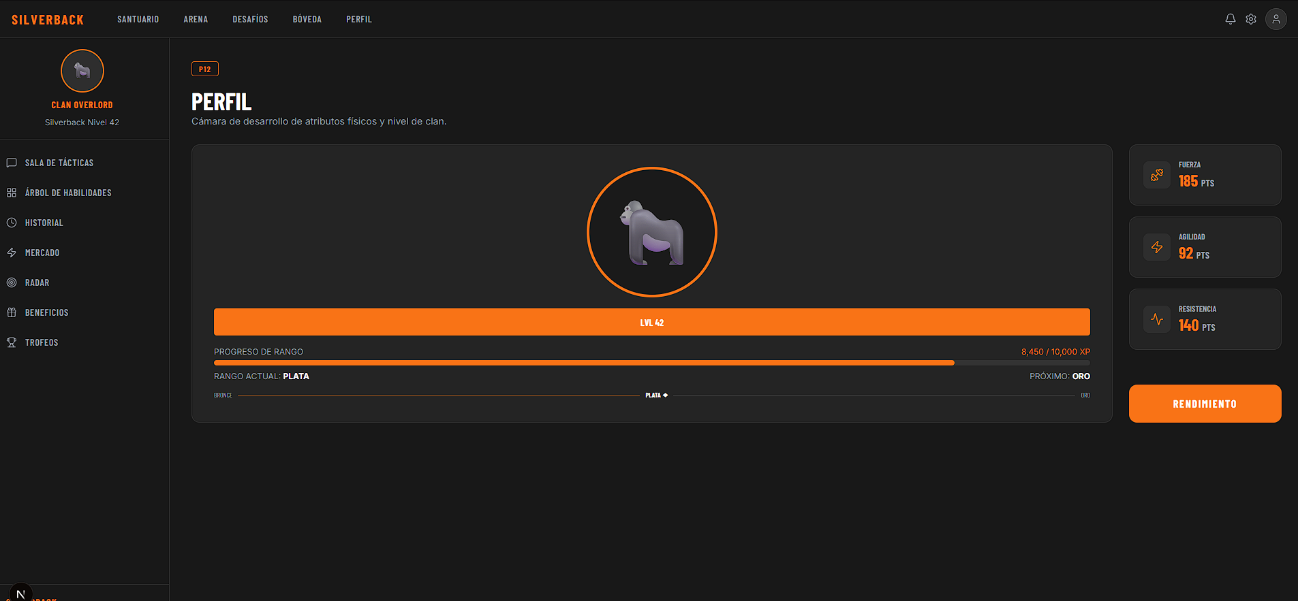 SILVERBACK
SANTUARIO
ARENA
DESAFÍOS
BÓVEDA
PERFIL
CLAN OVERLORD
Silverback Nivel 42
SALA DE TÁCTICAS
ÁRBOL DE HABILIDADES
HISTORIAL
MERCADO
RADAR
BENEFICIOS
TROFEOS
N
P12
PERFIL
Cámara de desarrollo de atributos físicos y nivel de clan.
LVL 42
PROGRESO DE RANGO
8,450 / 10,000 XP
RANGO ACTUAL: PLATA
PRÓXIMO: ORO
BRONCE
PLATA
ORO
FUERZA
185 PTS
AGILIDAD
92 PTS
RESISTENCIA
140 PTS
RENDIMIENTO